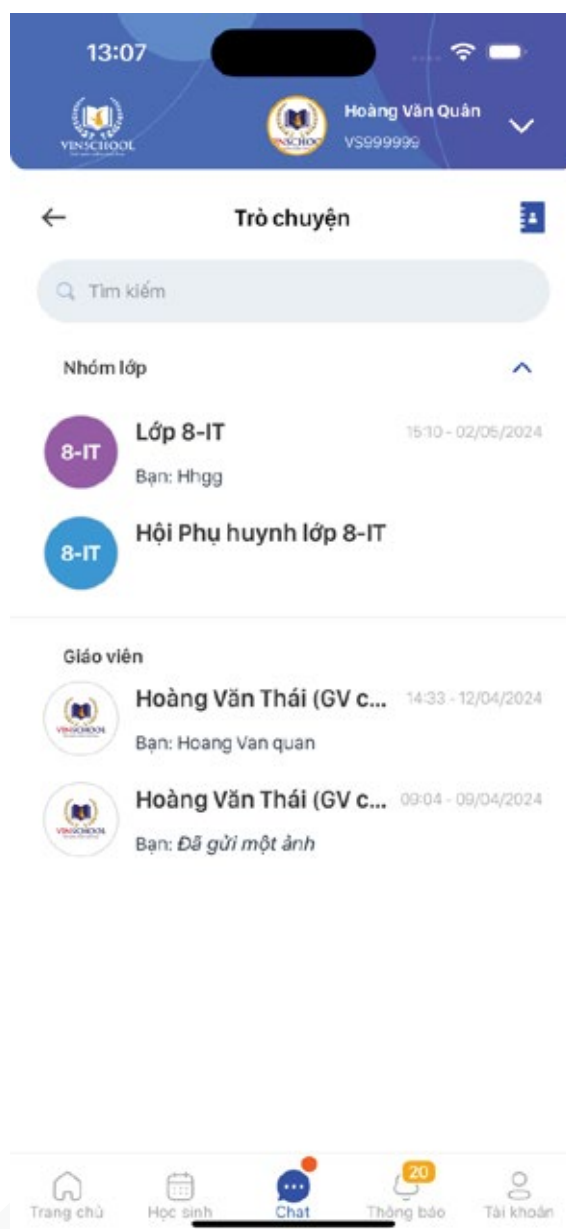 13:07
VINSCHOOL
Hoàng Văn Quân
VS999999
Trò chuyện
Tìm kiếm
Nhóm lớp
8-IT
Lớp 8-IT
15:10 - 02/05/2024
Bạn: Hhgg
8-IT
Hội Phụ huynh lớp 8-IT
Giáo viên
VINSCHOOL
Hoàng Văn Thái (GV c...
14:33 - 12/04/2024
Bạn: Hoang Van quan
VINSCHOOL
Hoàng Văn Thái (GV c...
09:04 - 09/04/2024
Bạn: Đã gửi một ảnh
20
Trang chủ
Học sinh
Chat
Thông báo
Tài khoản